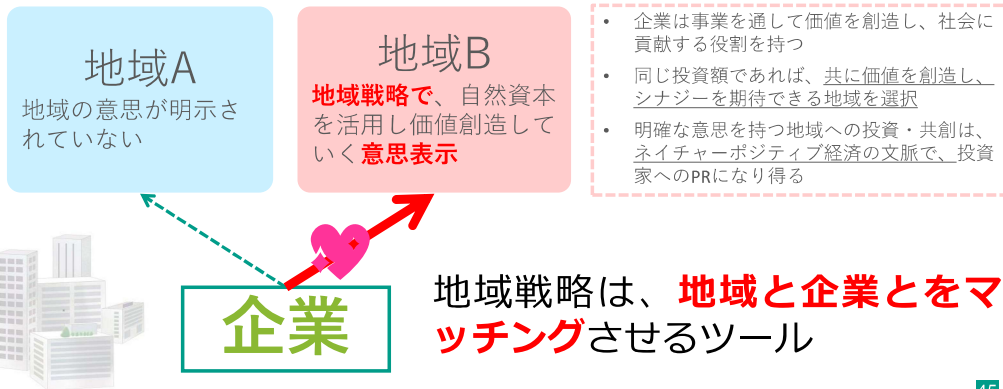 地域A
地域の意思が明示さ
れていない
地域B
地域戦略で、自然資本
を活用し価値創造して
いく意思表示
• 企業は事業を通して価値を創造し、社会に
貢献する役割を持つ
• 同じ投資額であれば、共に価値を創造し、
シナジーを期待できる地域を選択
• 明確な意思を持つ地域への投資・共創は、
ネイチャーポジティブ経済の文脈で、投資
家へのPRになり得る
企業
地域戦略は、地域と企業とをマ
ッチングさせるツール